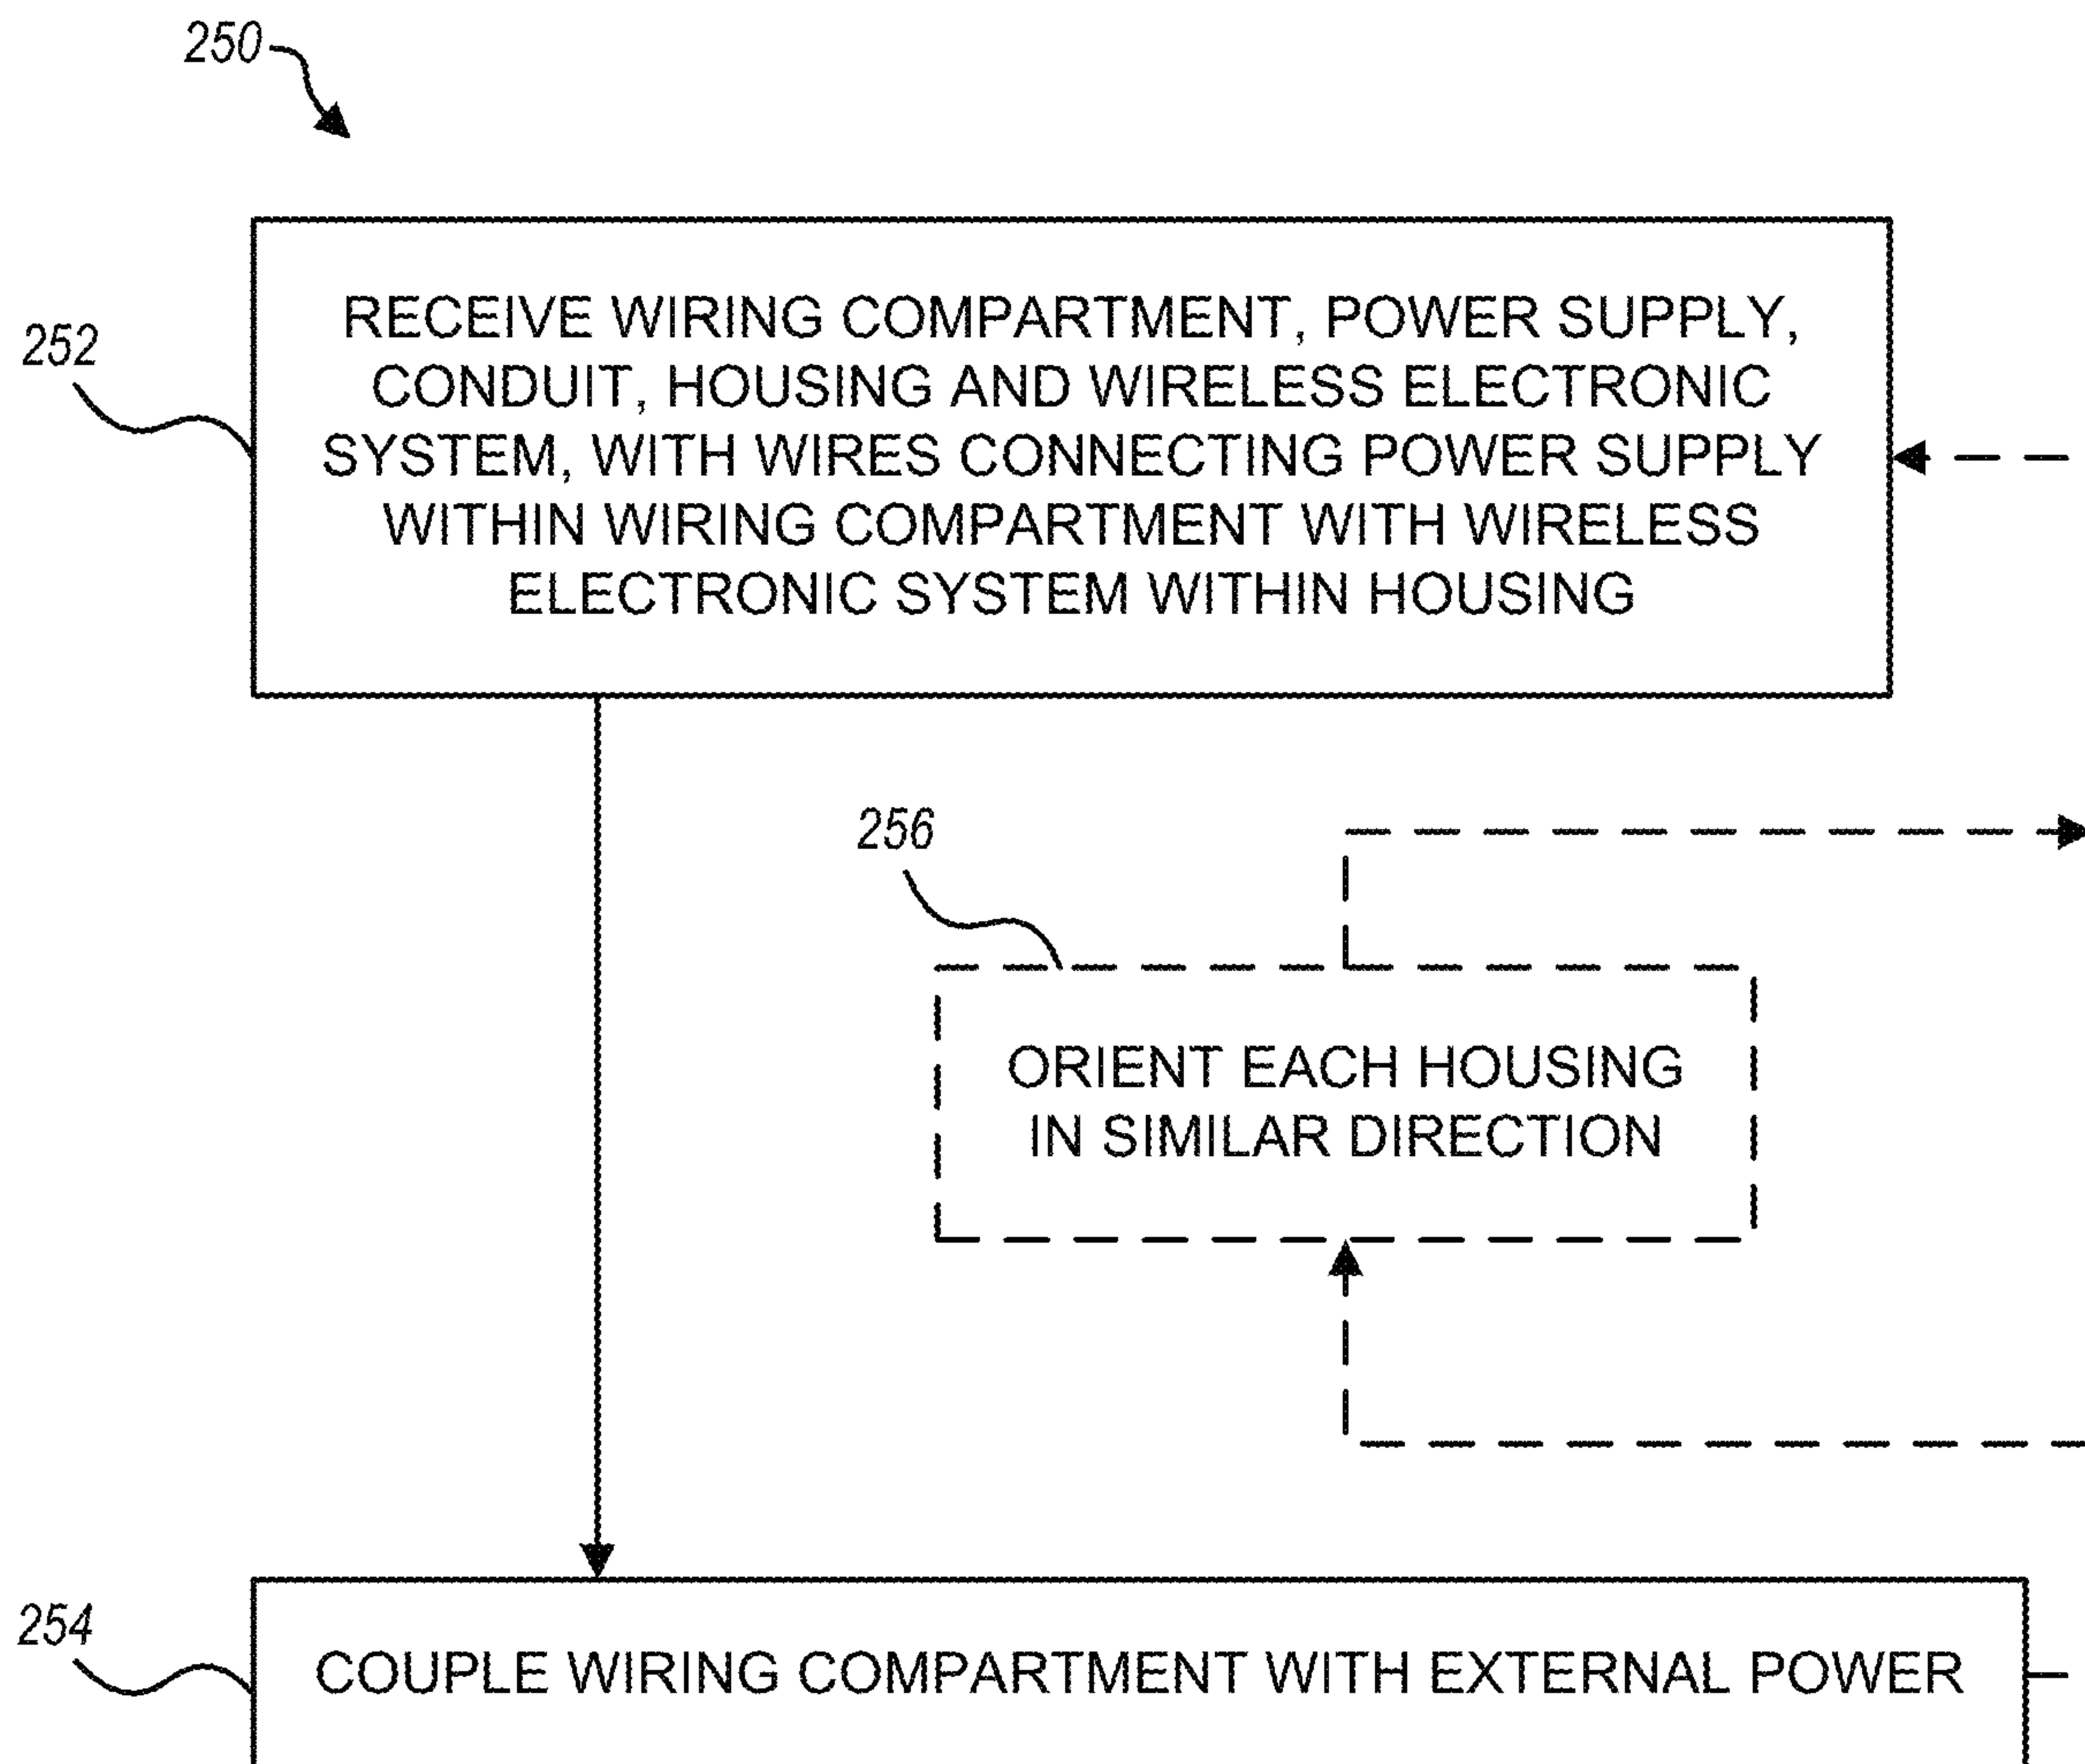 250
252
RECEIVE WIRING COMPARTMENT, POWER SUPPLY,
CONDUIT, HOUSING AND WIRELESS ELECTRONIC
SYSTEM, WITH WIRES CONNECTING POWER SUPPLY
WITHIN WIRING COMPARTMENT WITH WIRELESS
ELECTRONIC SYSTEM WITHIN HOUSING
256
ORIENT EACH HOUSING
IN SIMILAR DIRECTION
254
COUPLE WIRING COMPARTMENT WITH EXTERNAL POWER